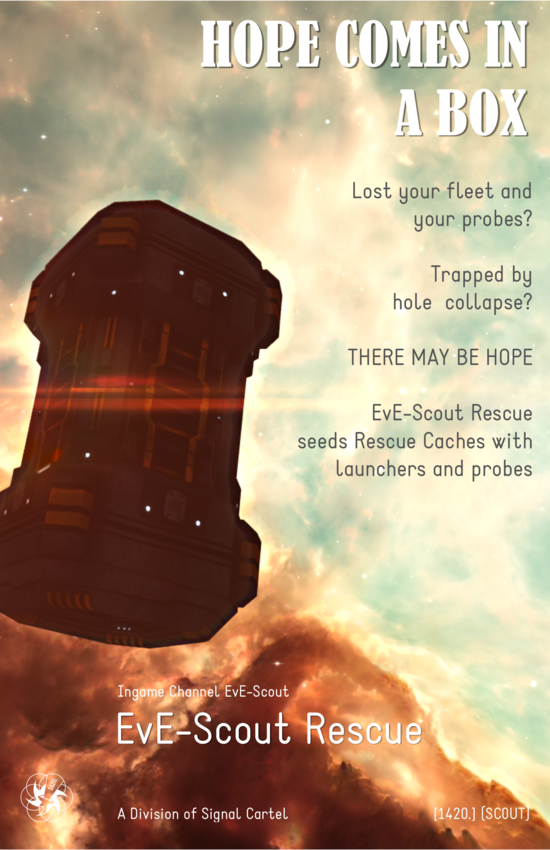 HOPE COMES IN
A BOX
Lost your fleet and
your probes?
Trapped by
hole collapse?
THERE MAY BE HOPE
EvE-Scout Rescue
seeds Rescue Caches with
launchers and probes
Ingame Channel EvE-Scout
EvE-Scout Rescue
A Division of Signal Cartel
[1420.] (SCOUT)